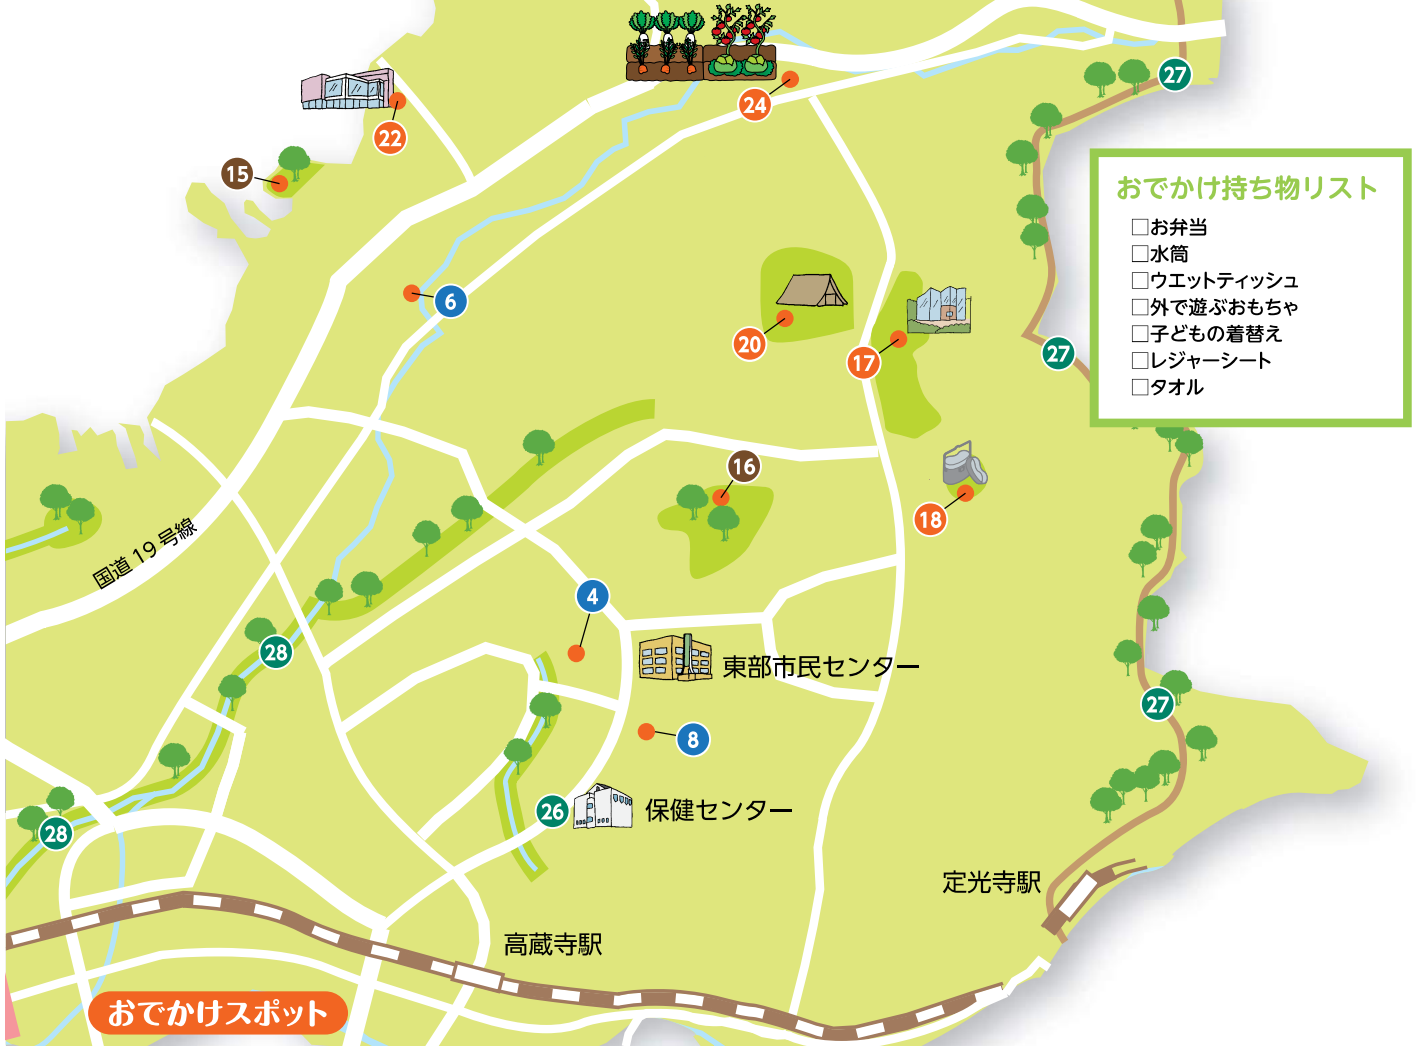 27
24
22
15
おでかけ持ち物リスト
□お弁当
□水筒
□ウエットティッシュ
□外で遊ぶおもちゃ
□子どもの着替え
□レジャーシート
□タオル
6
20
17
27
16
18
国道19号線
4
28
東部市民センター
27
8
26
保健センター
28
定光寺駅
高蔵寺駅
おでかけスポット